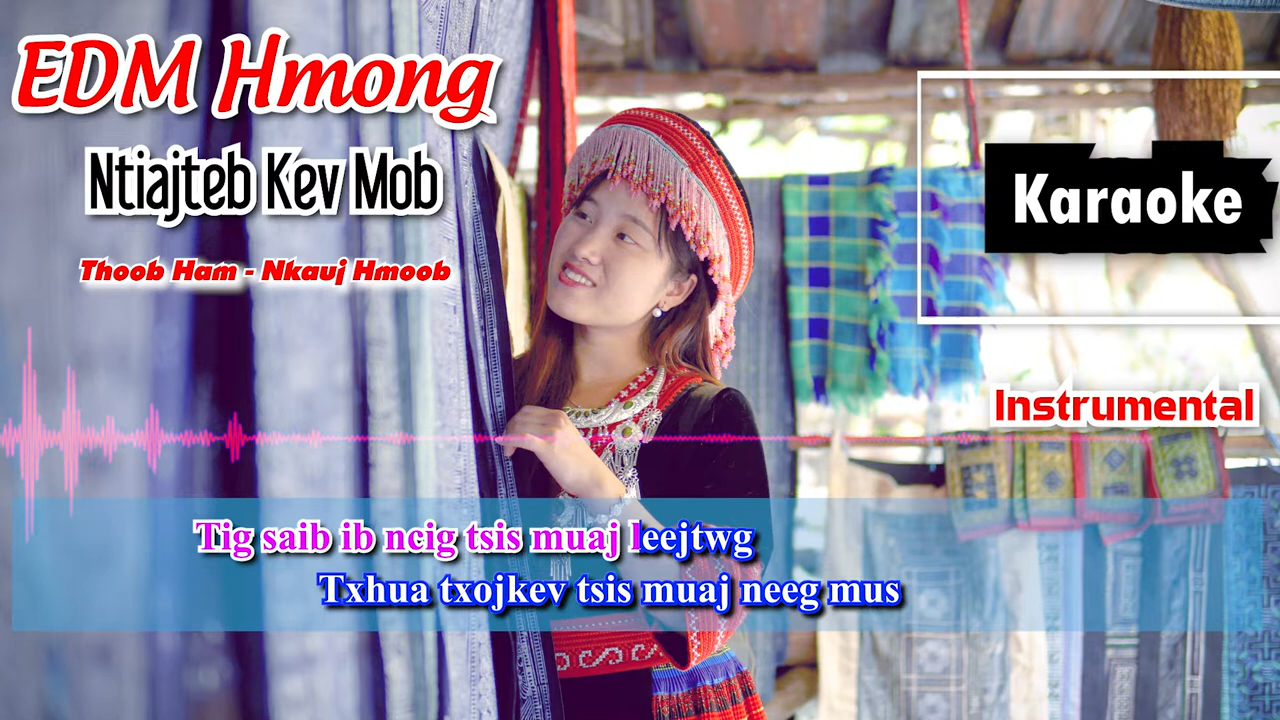 EDM Hmong
Ntiajteb Kev Mob
Thoob Ham - Nkauj Hmoob
Karaoke
Instrumental
Tig saib ib ncig tsis muaj leejtwg
Txhua txojkev tsis muaj neeg mus